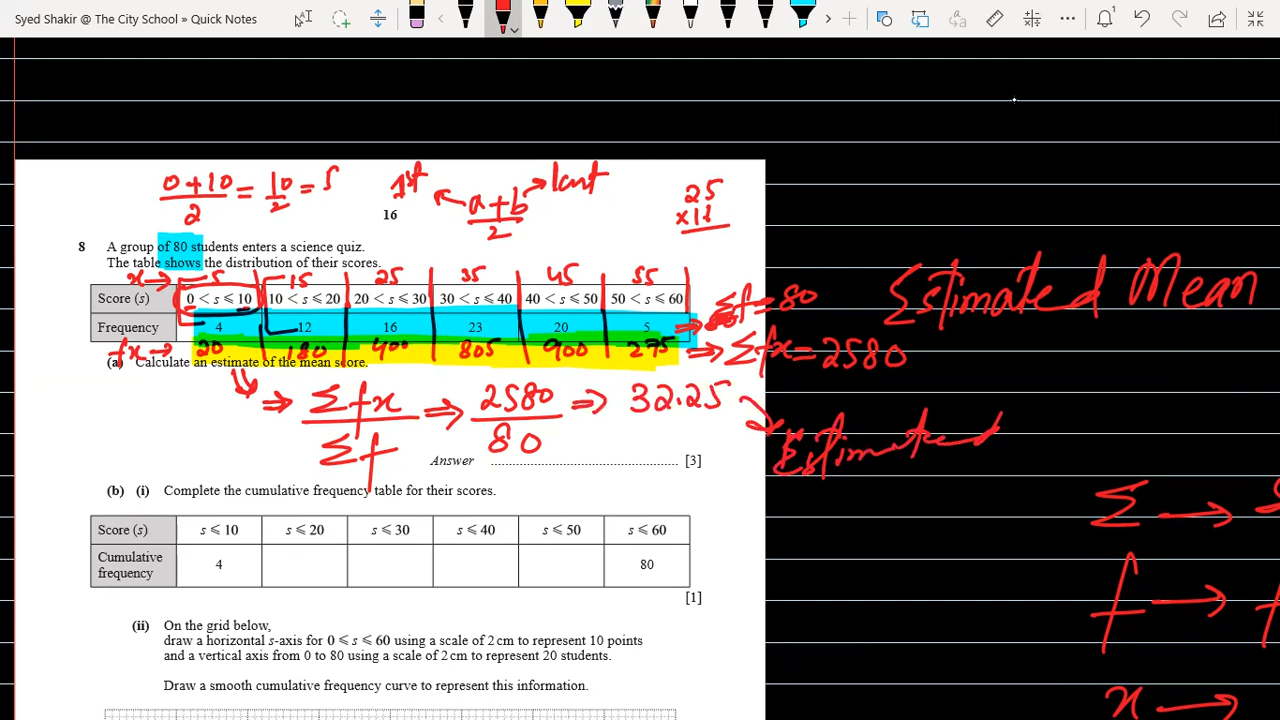 Syed Shakir @ The City School » Quick Notes
0+10/2 = 10/2 = 5
1st ← a+b/2 → last
25
×11
16
8 A group of 80 students enters a science quiz.
The table shows the distribution of their scores.
x→ 5 15 25 35 45 55
Score (s) 0 < s ⩽ 10 10 < s ⩽ 20 20 < s ⩽ 30 30 < s ⩽ 40 40 < s ⩽ 50 50 < s ⩽ 60
Σf = 80
Estimated Mean
Frequency 4 12 16 23 20 5
fx→ 20 180 400 805 900 275 ⇒ Σfx = 2580
(a) Calculate an estimate of the mean score.
⇒ Σfx/Σf ⇒ 2580/80 ⇒ 32.25
Estimated
Answer ........................................................ [3]
(b) (i) Complete the cumulative frequency table for their scores.
Score (s) s ⩽ 10 s ⩽ 20 s ⩽ 30 s ⩽ 40 s ⩽ 50 s ⩽ 60
Σ →
Cumulative frequency 4 80
[1]
f → f
(ii) On the grid below,
draw a horizontal s-axis for 0 ⩽ s ⩽ 60 using a scale of 2 cm to represent 10 points
and a vertical axis from 0 to 80 using a scale of 2 cm to represent 20 students.
Draw a smooth cumulative frequency curve to represent this information.
x →